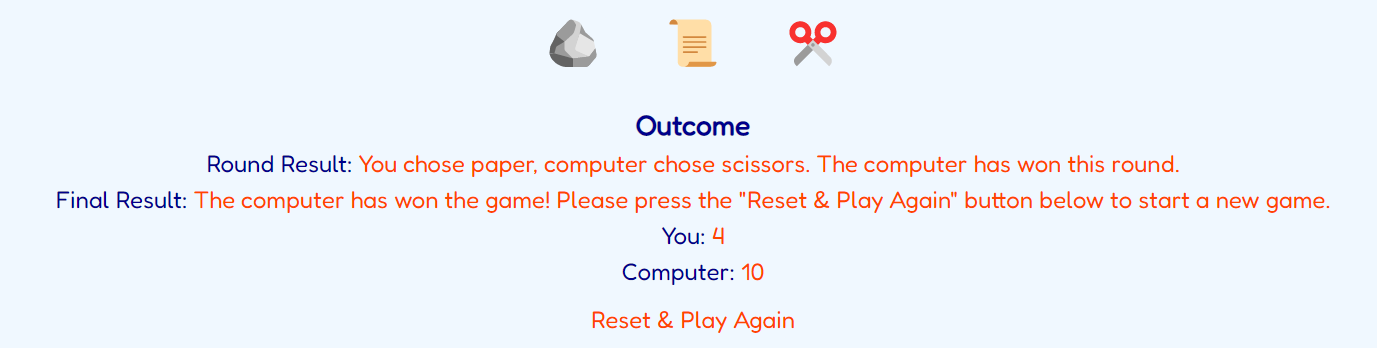 Outcome
Round Result: You chose paper, computer chose scissors. The computer has won this round.
Final Result: The computer has won the game! Please press the "Reset & Play Again" button below to start a new game.
You: 4
Computer: 10
Reset & Play Again